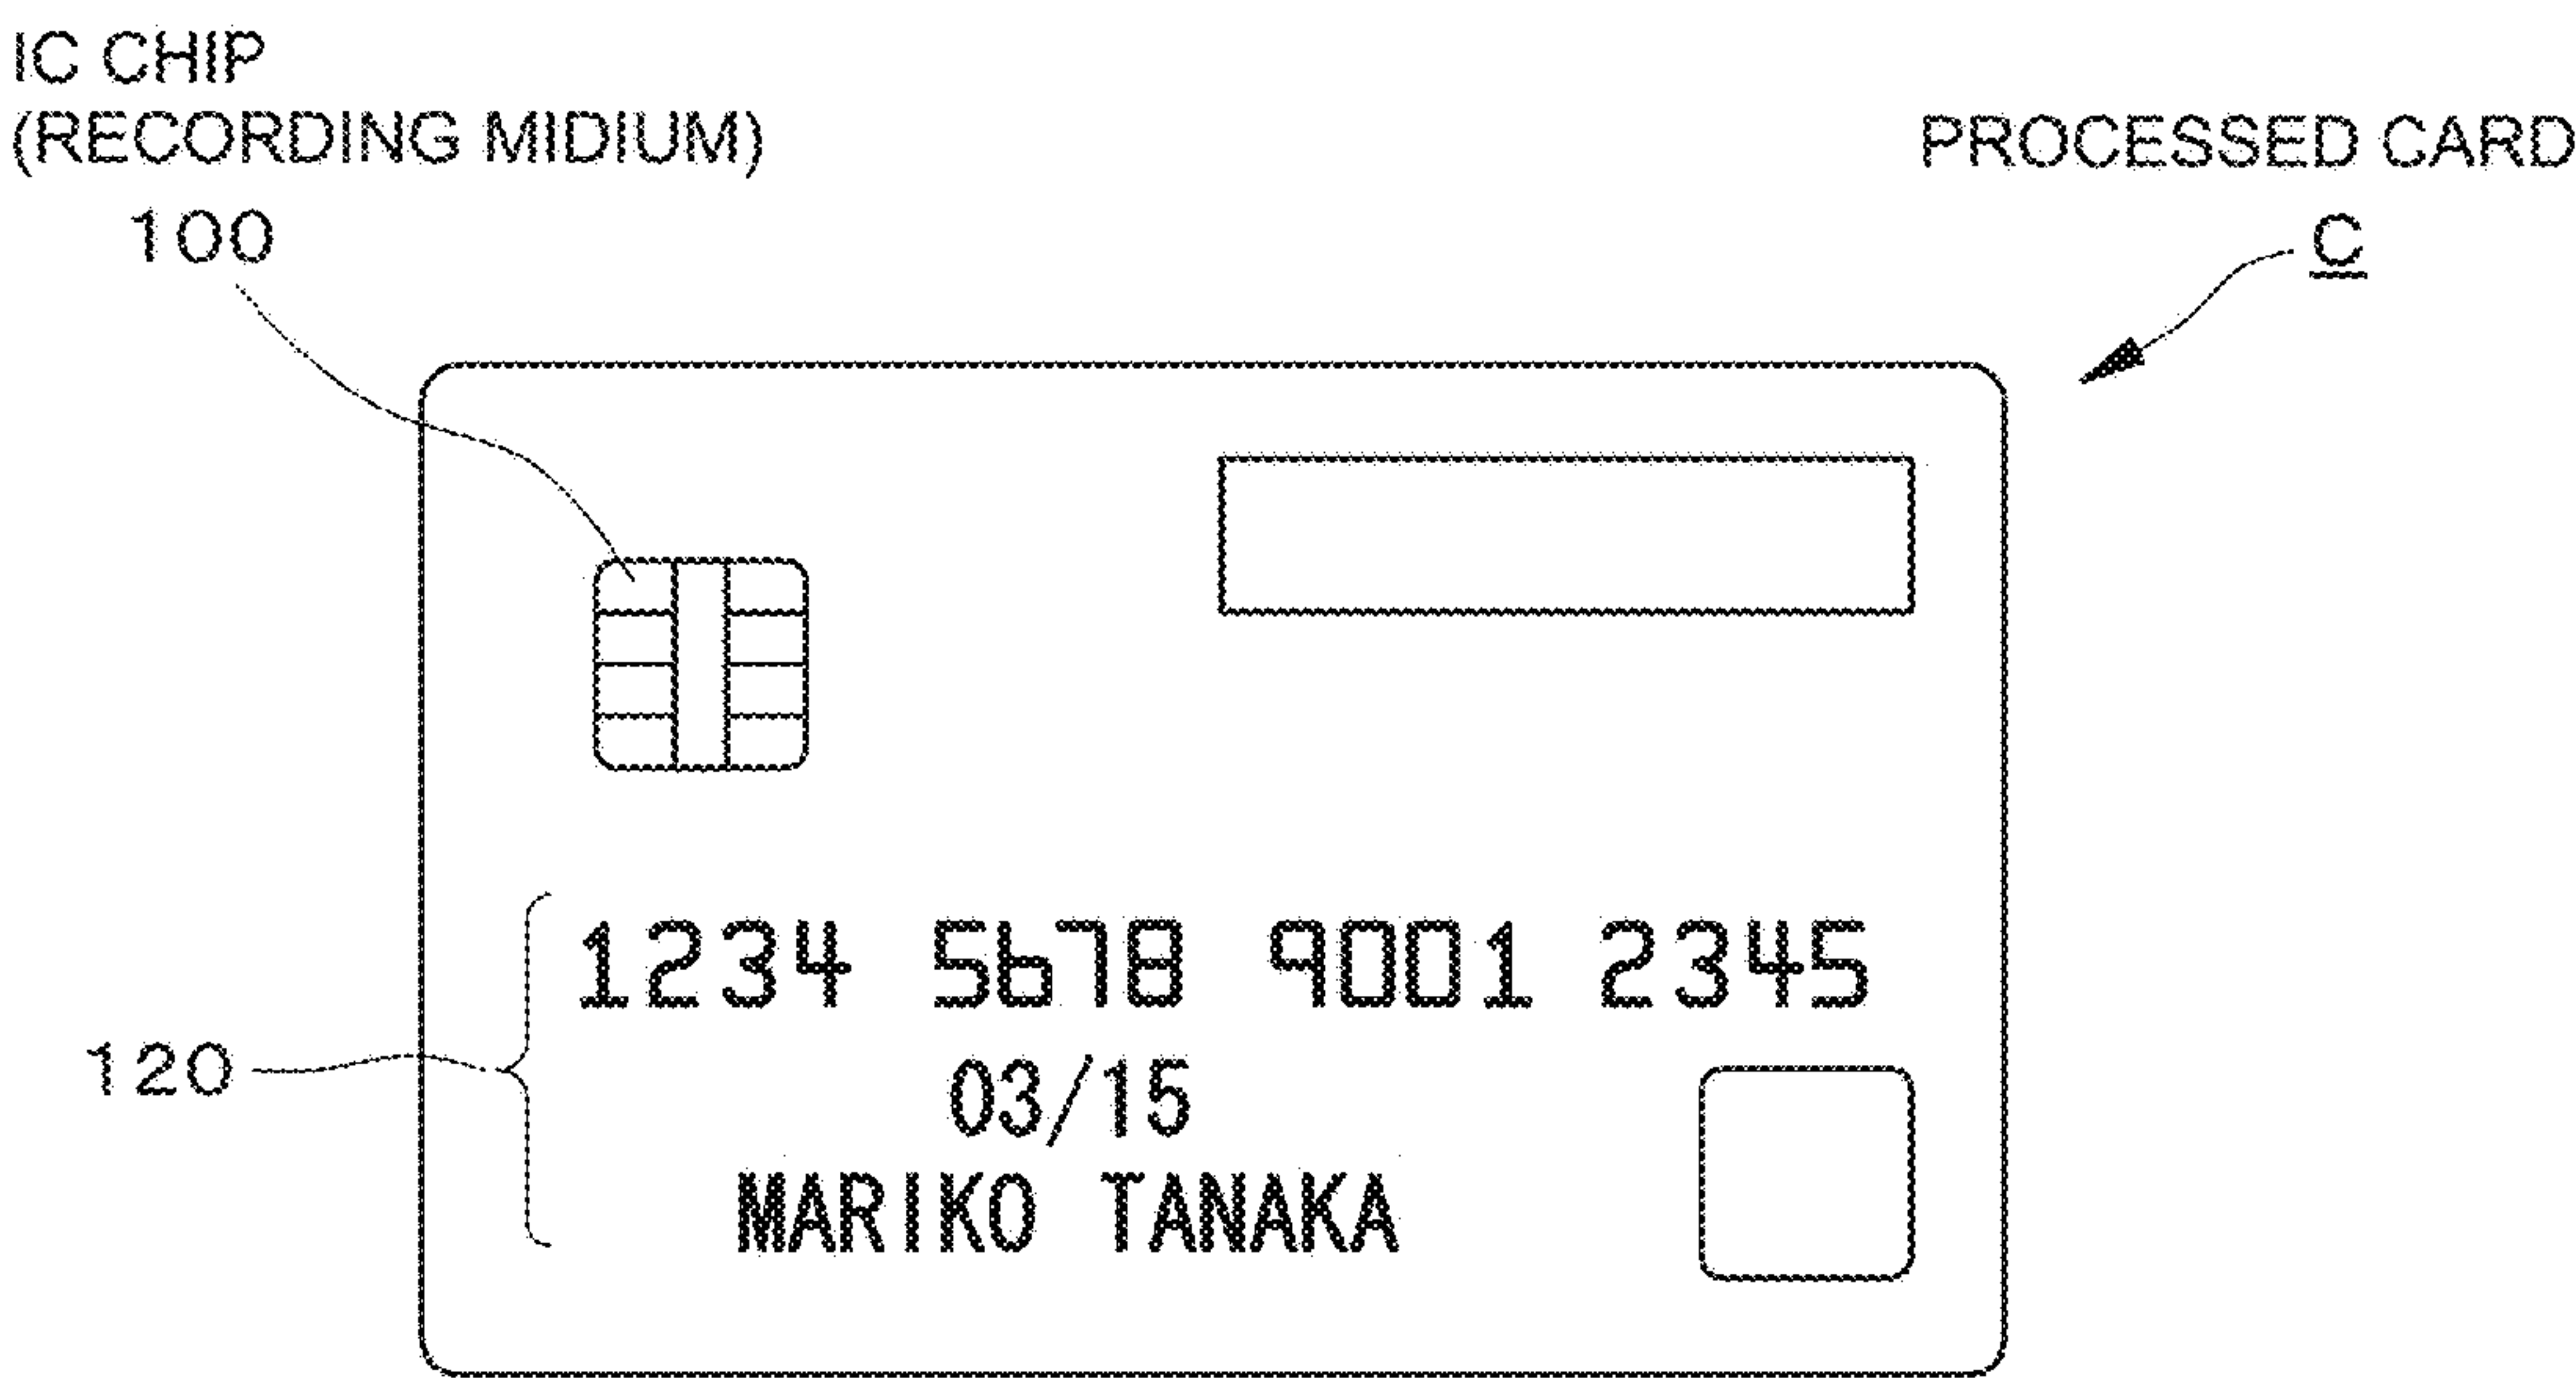 IC CHIP
(RECORDING MIDIUM)
100
PROCESSED CARD
C
1234 5678 9001 2345
120
03/15
MARIKO TANAKA